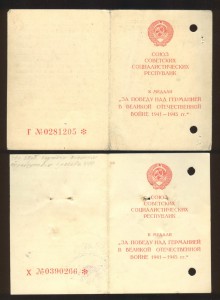 СОЮЗ
СОВЕТСКИХ
СОЦИАЛИСТИЧЕСКИХ
РЕСПУБЛИК
К МЕДАЛИ
"ЗА ПОБЕДУ НАД ГЕРМАНИЕЙ
В ВЕЛИКОЙ ОТЕЧЕСТВЕННОЙ
ВОЙНЕ 1941—1945 гг."
Г №0281205 *
СОЮЗ
СОВЕТСКИХ
СОЦИАЛИСТИЧЕСКИХ
РЕСПУБЛИК
К МЕДАЛИ
"ЗА ПОБЕДУ НАД ГЕРМАНИЕЙ
В ВЕЛИКОЙ ОТЕЧЕСТВЕННОЙ
ВОЙНЕ 1941—1945 гг."
Х №0390266 *